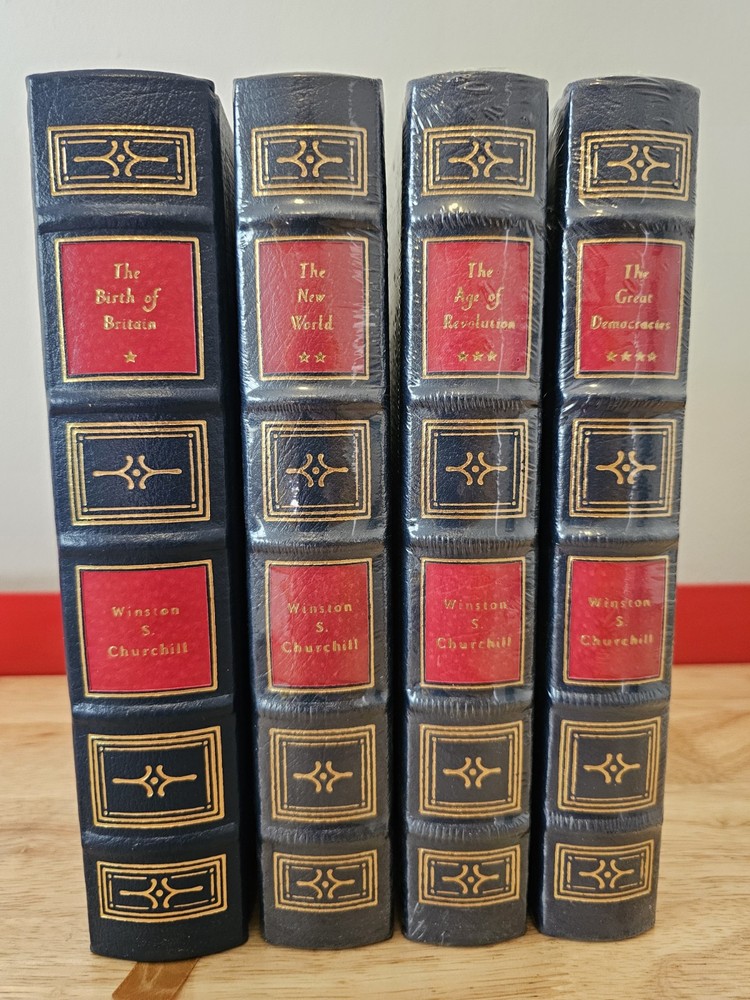 The
Birth of
Britain
★
Winston
S.
Churchill
The
New
World
★★
Winston
S.
Churchill
The
Age of
Revolution
★★★
Winston
S.
Churchill
The
Great
Democracies
★★★★
Winston
S.
Churchill